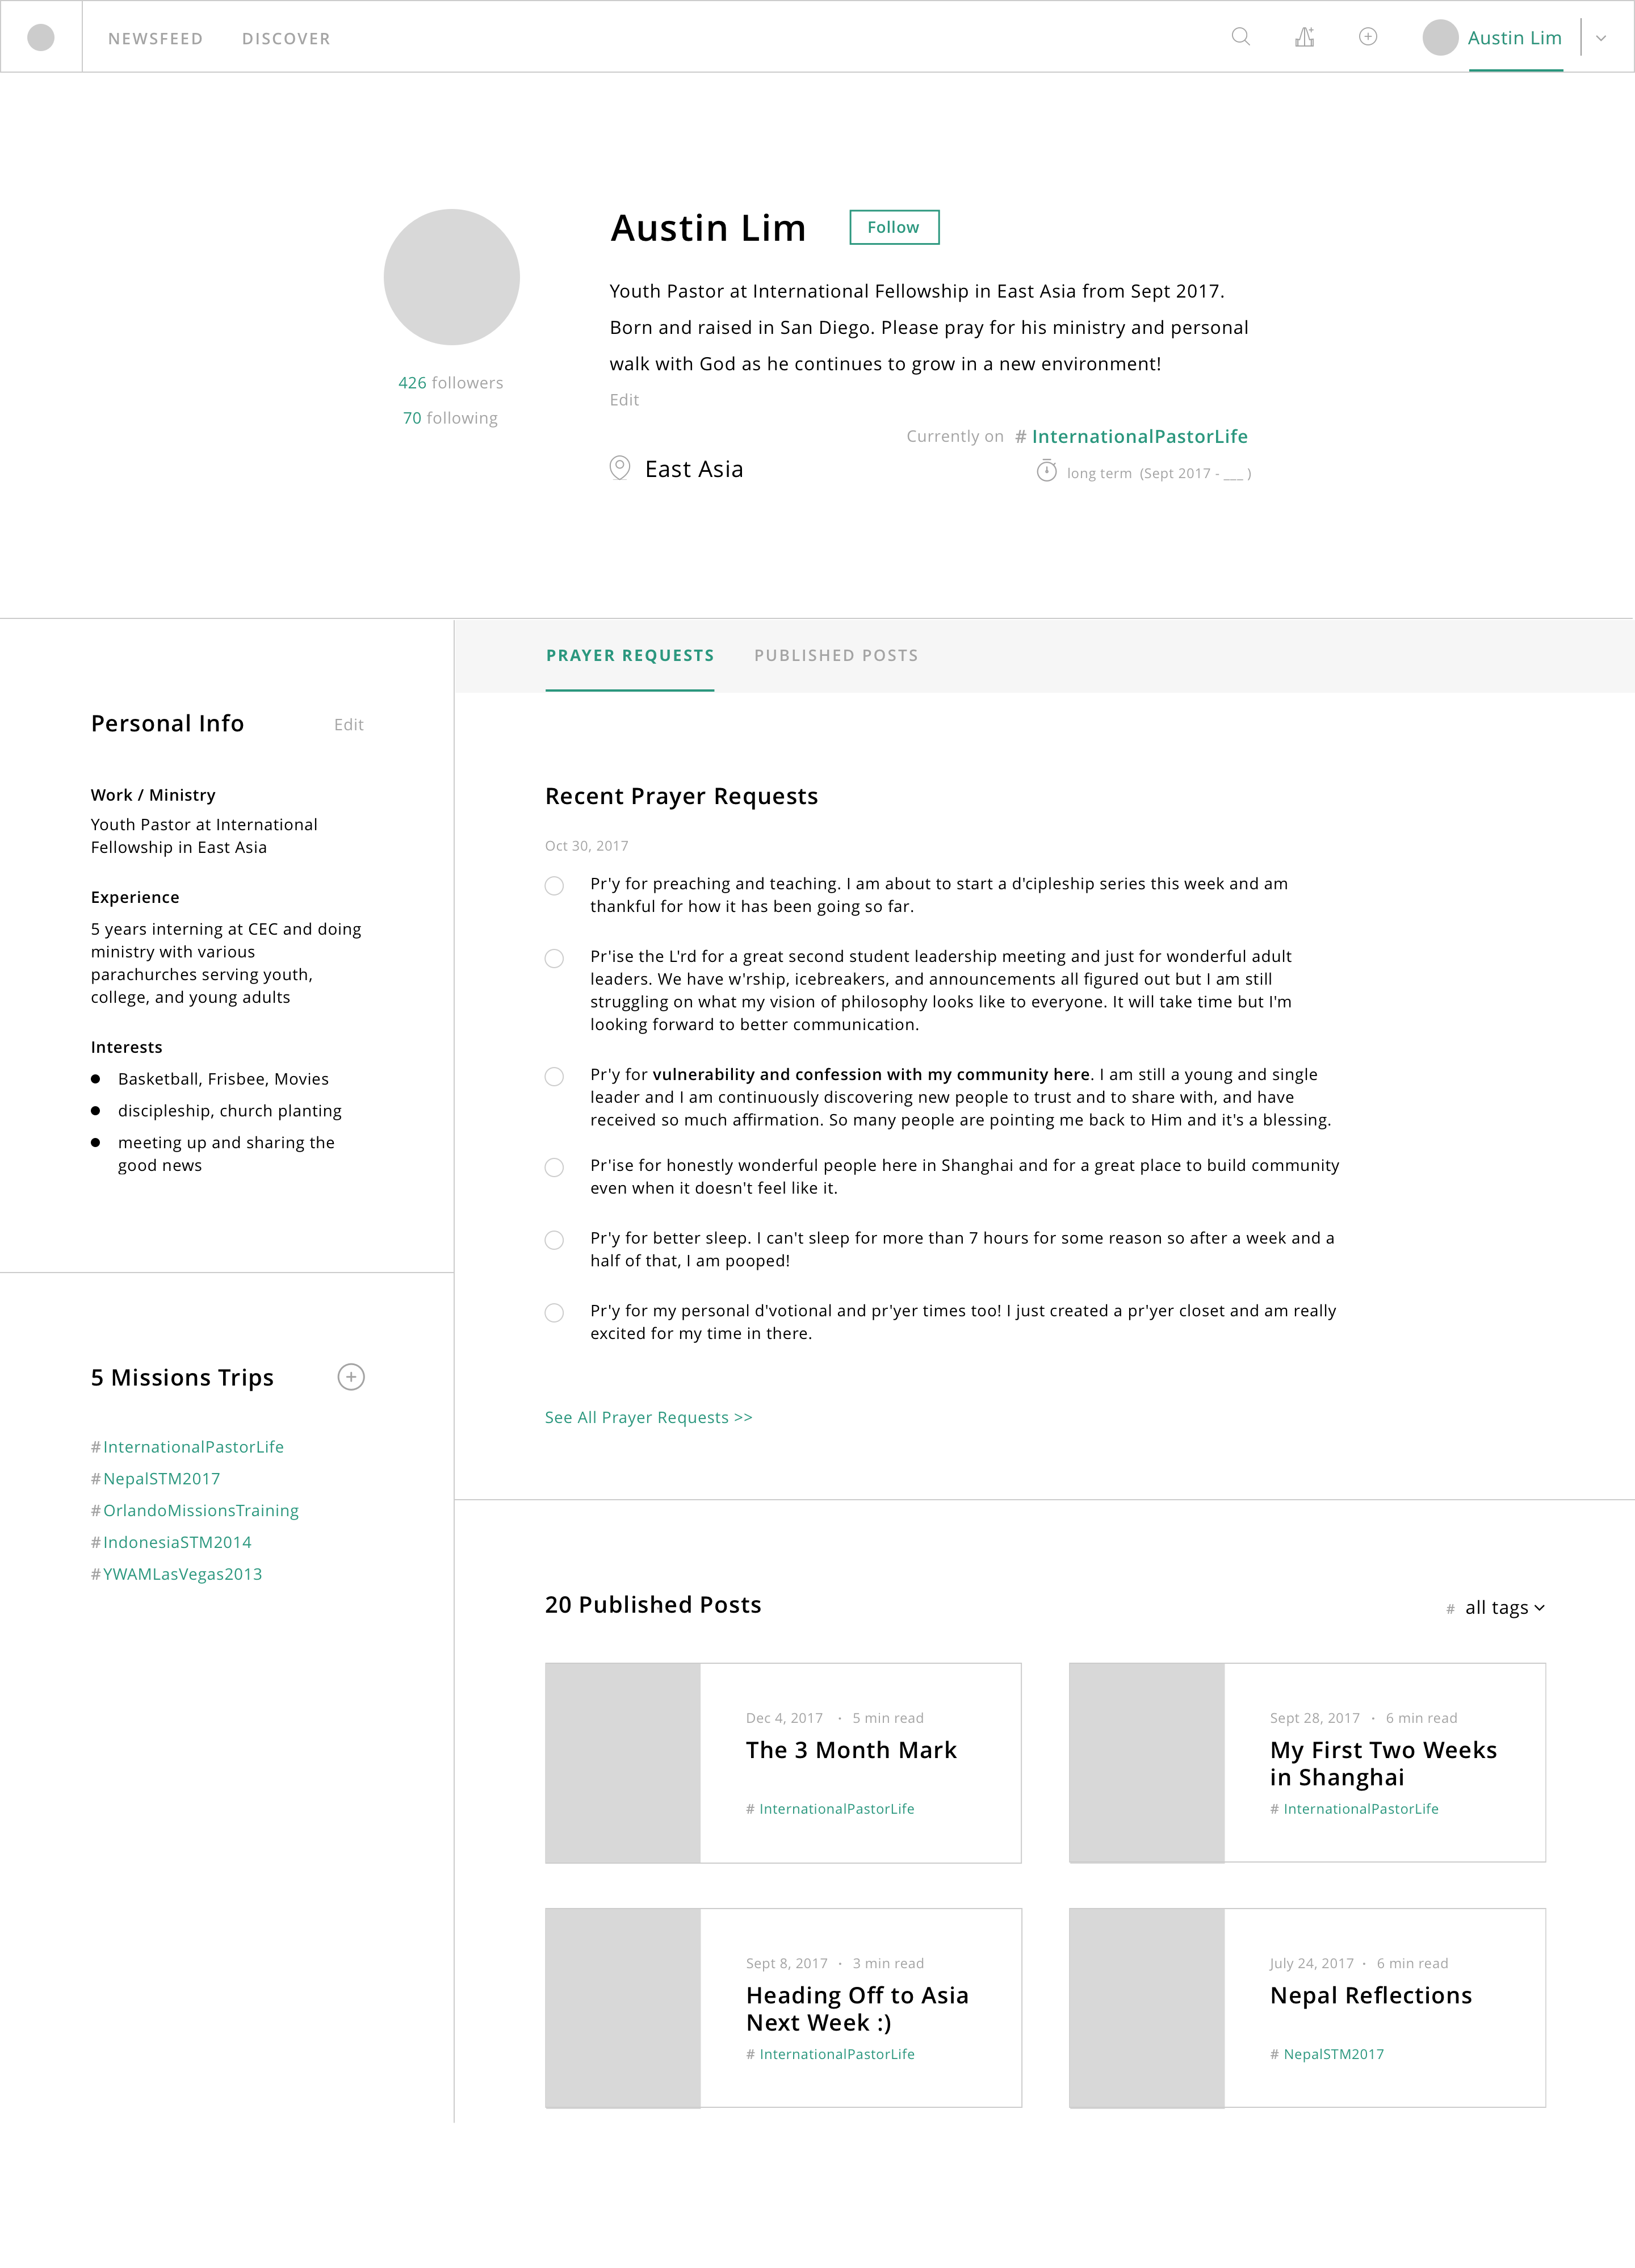 NEWSFEED DISCOVER Austin Lim
Austin Lim Follow
Youth Pastor at International Fellowship in East Asia from Sept 2017.
Born and raised in San Diego. Please pray for his ministry and personal
walk with God as he continues to grow in a new environment!
Edit
426 followers
70 following
Currently on # InternationalPastorLife
East Asia
long term (Sept 2017 - ___ )
PRAYER REQUESTS PUBLISHED POSTS
Personal Info Edit
Work / Ministry
Youth Pastor at International
Fellowship in East Asia
Experience
5 years interning at CEC and doing
ministry with various
parachurches serving youth,
college, and young adults
Interests
Basketball, Frisbee, Movies
discipleship, church planting
meeting up and sharing the
good news
5 Missions Trips
#InternationalPastorLife
#NepalSTM2017
#OrlandoMissionsTraining
#IndonesiaSTM2014
#YWAMLasVegas2013
Recent Prayer Requests
Oct 30, 2017
Pr'y for preaching and teaching. I am about to start a d'cipleship series this week and am
thankful for how it has been going so far.
Pr'ise the L'rd for a great second student leadership meeting and just for wonderful adult
leaders. We have w'rship, icebreakers, and announcements all figured out but I am still
struggling on what my vision of philosophy looks like to everyone. It will take time but I'm
looking forward to better communication.
Pr'y for vulnerability and confession with my community here. I am still a young and single
leader and I am continuously discovering new people to trust and to share with, and have
received so much affirmation. So many people are pointing me back to Him and it's a blessing.
Pr'ise for honestly wonderful people here in Shanghai and for a great place to build community
even when it doesn't feel like it.
Pr'y for better sleep. I can't sleep for more than 7 hours for some reason so after a week and a
half of that, I am pooped!
Pr'y for my personal d'votional and pr'yer times too! I just created a pr'yer closet and am really
excited for my time in there.
See All Prayer Requests >>
20 Published Posts # all tags
Dec 4, 2017 · 5 min read
The 3 Month Mark
# InternationalPastorLife
Sept 28, 2017 · 6 min read
My First Two Weeks
in Shanghai
# InternationalPastorLife
Sept 8, 2017 · 3 min read
Heading Off to Asia
Next Week :)
# InternationalPastorLife
July 24, 2017 · 6 min read
Nepal Reflections
# NepalSTM2017